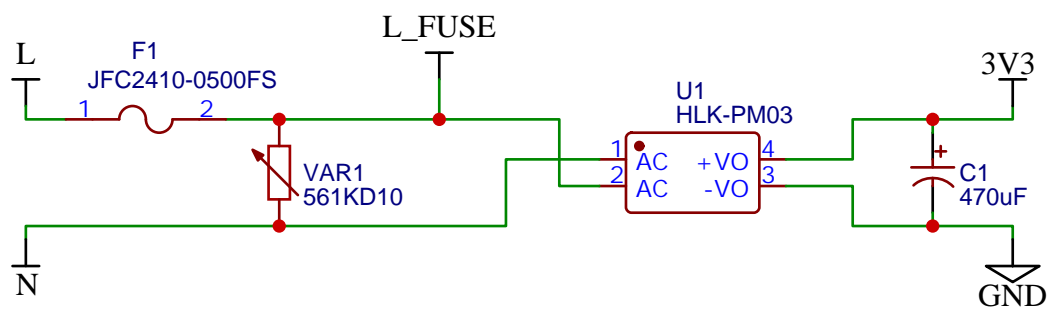 L_FUSE
L
F1
JFC2410-0500FS
1 2
3V3
U1
HLK-PM03
1 AC +VO 4
2 AC -VO 3
VAR1
561KD10
+
C1
470uF
N
GND